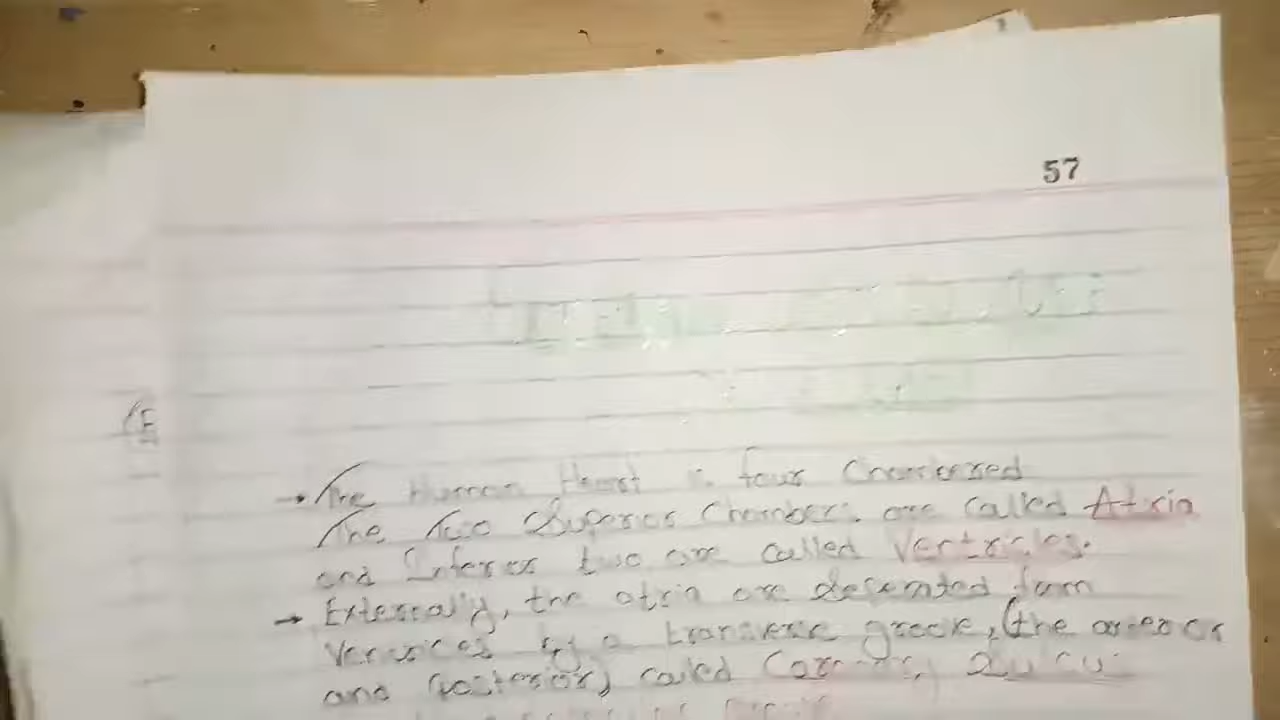 57
→ The Human Heart is four Chambered
The Two Superior Chambers are called Atria
and Inferior two are called Ventricles.
→ Externally, the atria are separated from
Ventricles by a transverse groove, (the anterior
and posterior) called Coronary Sulcus